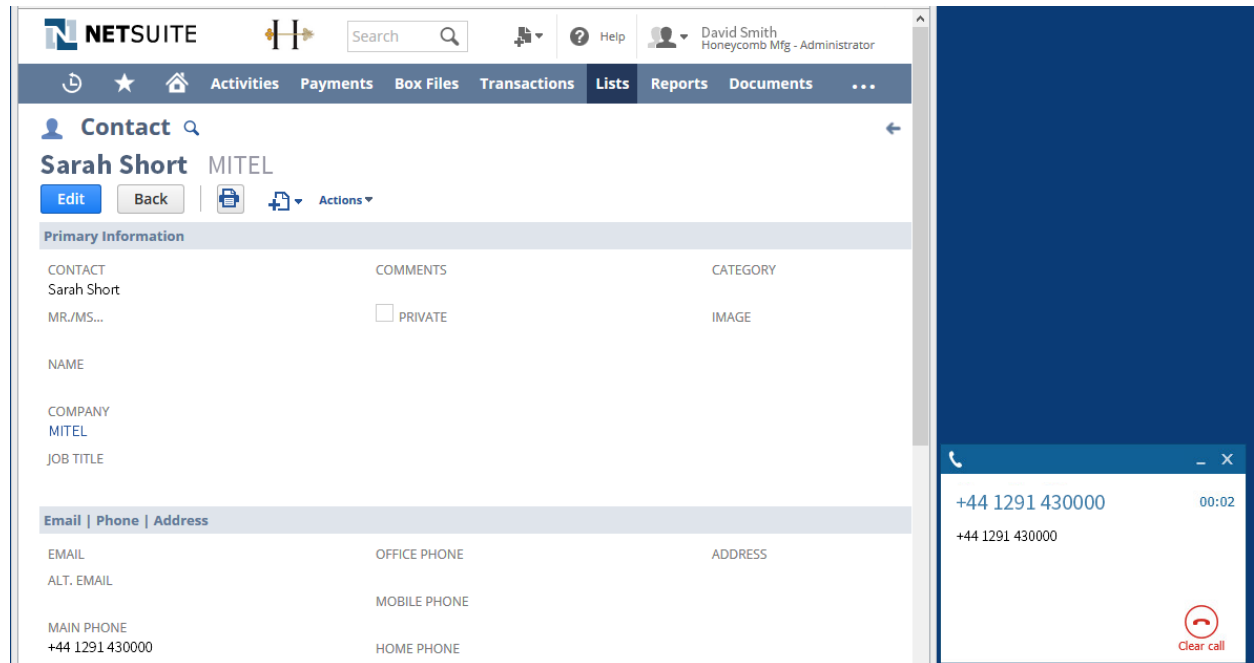 NETSUITE
Search
Help
David Smith
Honeycomb Mfg - Administrator
Activities Payments Box Files Transactions Lists Reports Documents ...
Contact
Sarah Short MITEL
Edit Back Actions
Primary Information
CONTACT COMMENTS CATEGORY
Sarah Short
MR./MS... PRIVATE IMAGE
NAME
COMPANY
MITEL
JOB TITLE
Email | Phone | Address
EMAIL OFFICE PHONE ADDRESS
ALT. EMAIL
MOBILE PHONE
MAIN PHONE
+44 1291 430000
HOME PHONE
+44 1291 430000 00:02
+44 1291 430000
Clear call